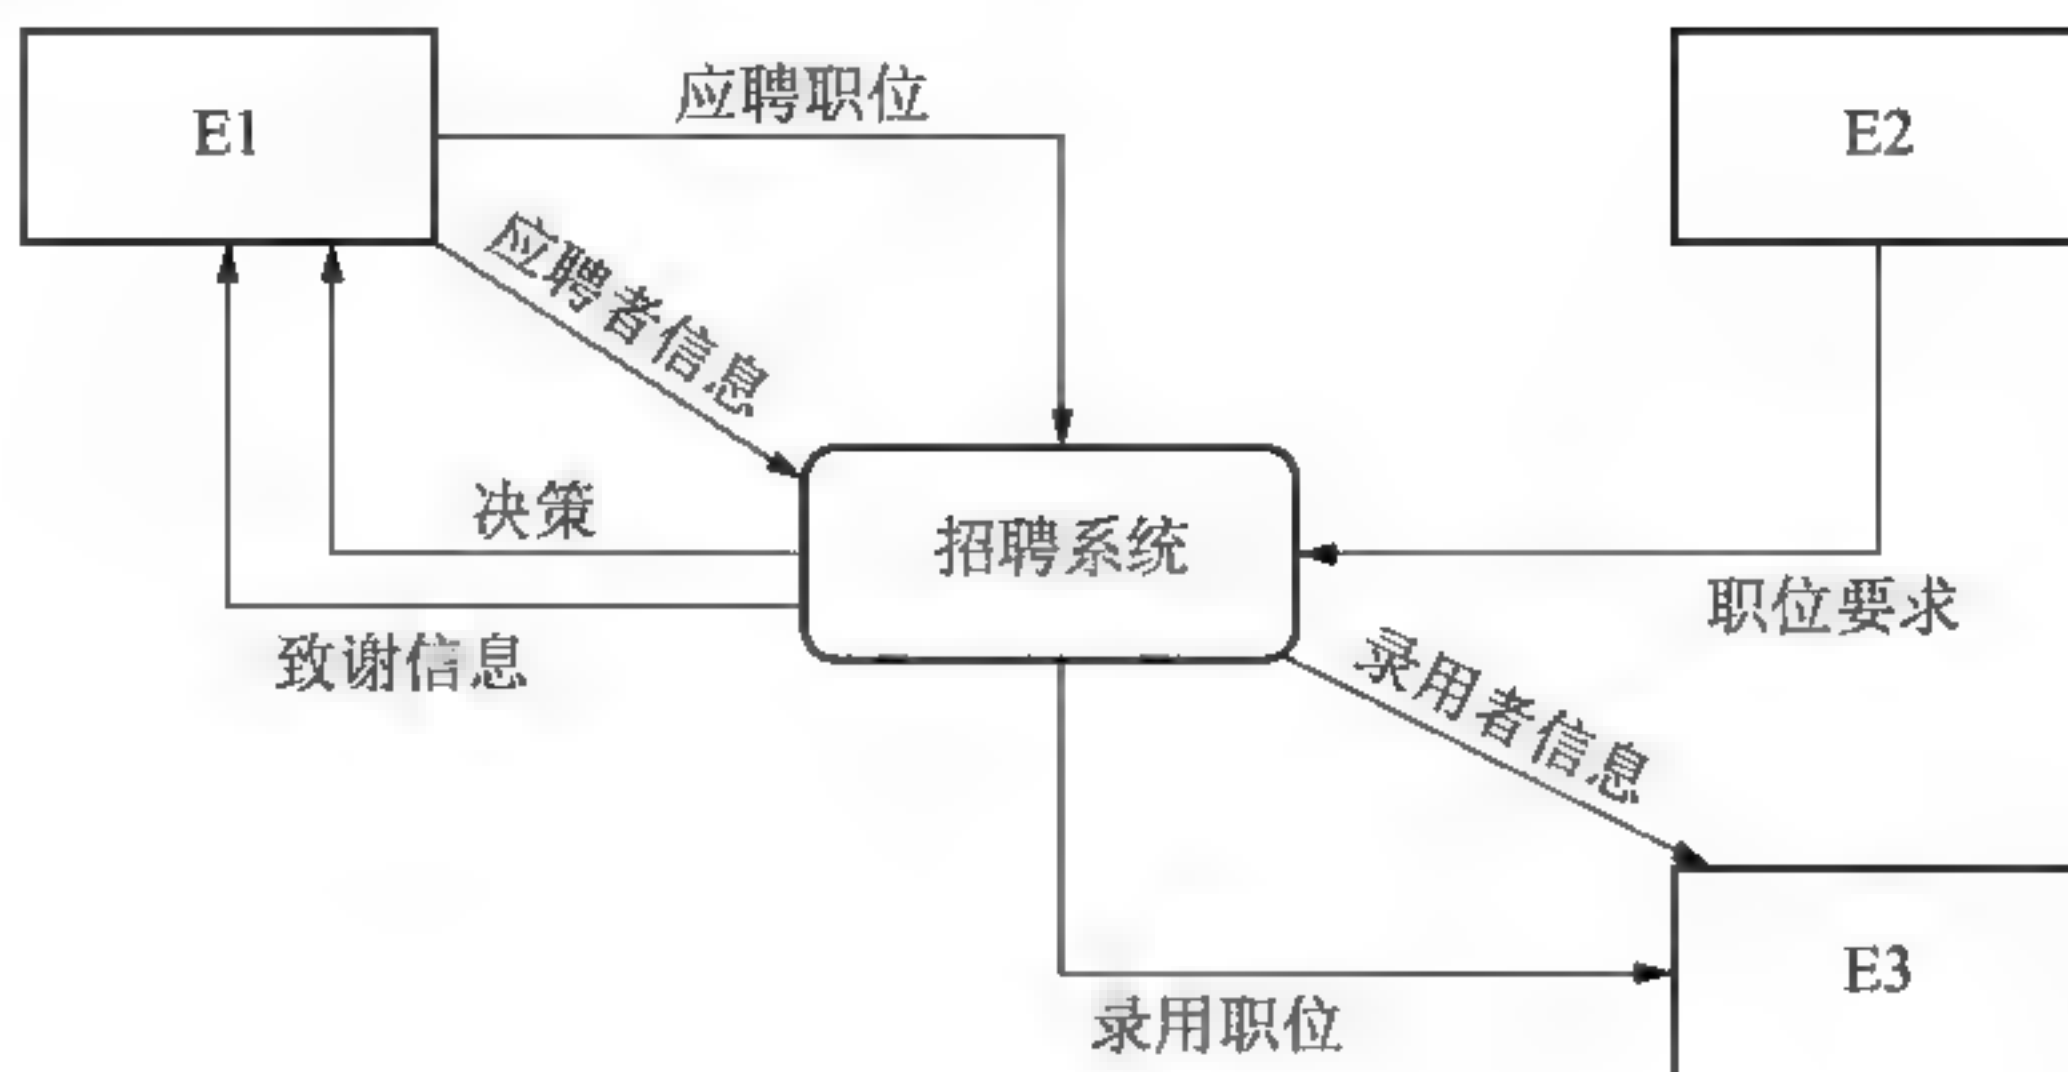 E1
应聘职位
E2
应聘者信息
决策
招聘系统
职位要求
致谢信息
录用者信息
E3
录用职位